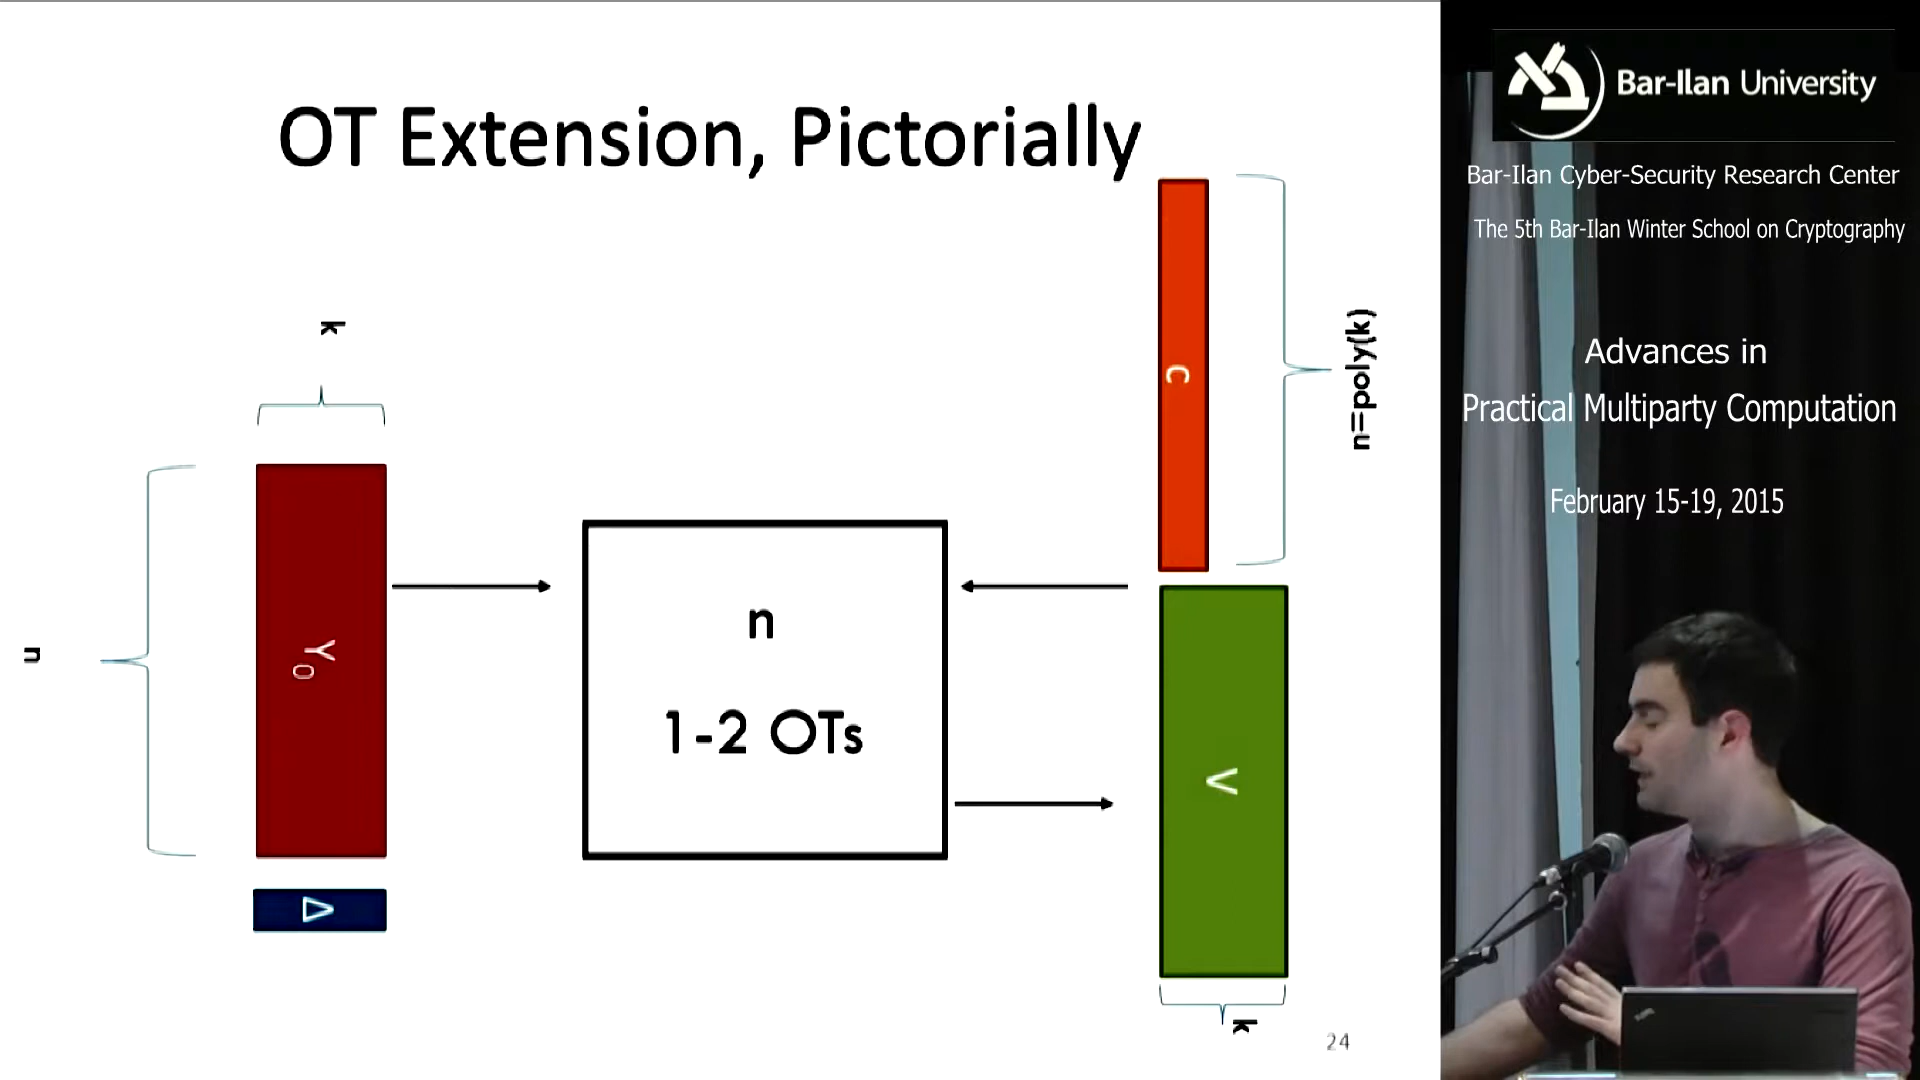 OT Extension, Pictorially
k
n
Y0
Δ
n
1-2 OTs
C
n=poly(k)
V
k
24
Bar-Ilan University
Bar-Ilan Cyber-Security Research Center
The 5th Bar-Ilan Winter School on Cryptography
Advances in
Practical Multiparty Computation
February 15-19, 2015